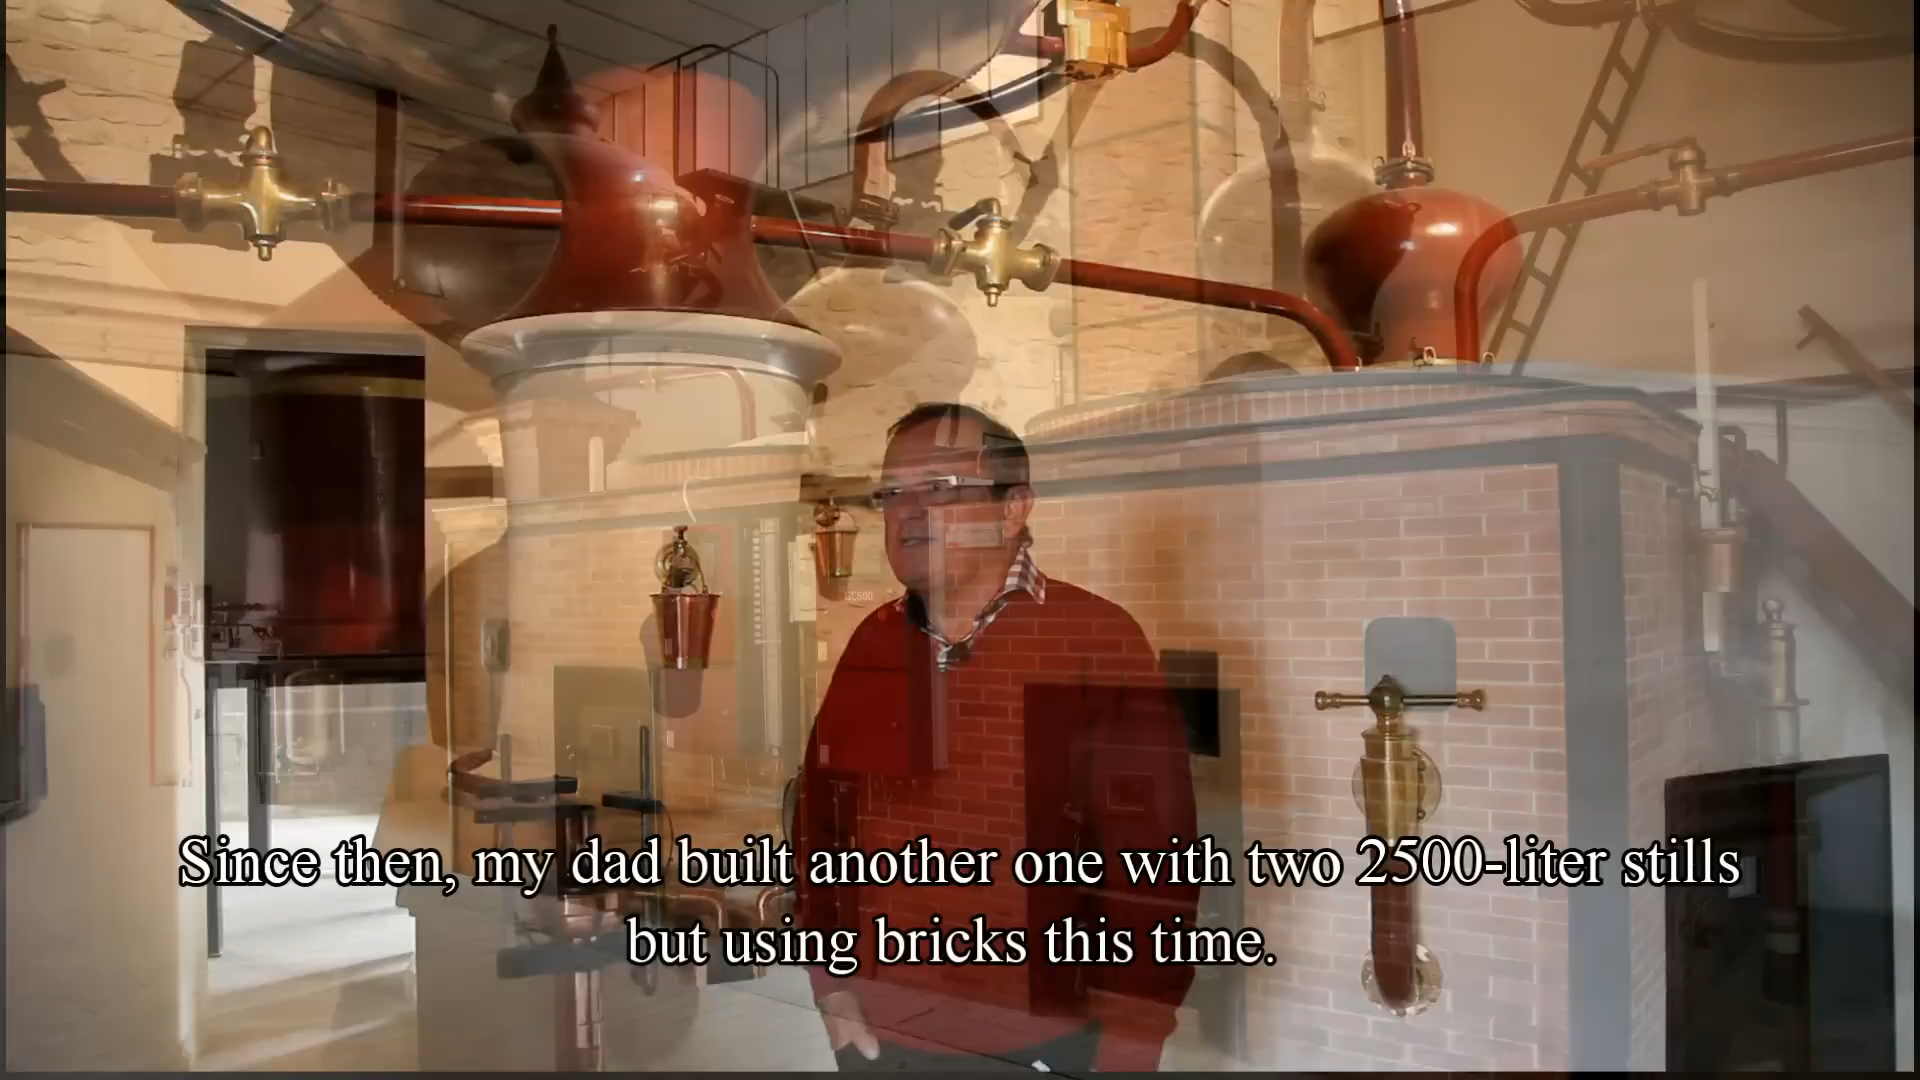 Since then, my dad built another one with two 2500-liter stills
but using bricks this time.